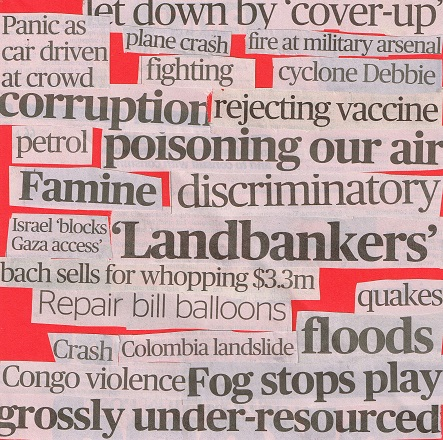 let down by 'cover-up'
Panic as
car driven
at crowd
plane crash
fire at military arsenal
fighting
cyclone Debbie
corruption
rejecting vaccine
petrol
poisoning our air
Famine
discriminatory
Israel 'blocks
Gaza access'
'Landbankers'
bach sells for whopping $3.3m
Repair bill balloons
quakes
floods
Crash
Colombia landslide
Congo violence
Fog stops play
grossly under-resourced